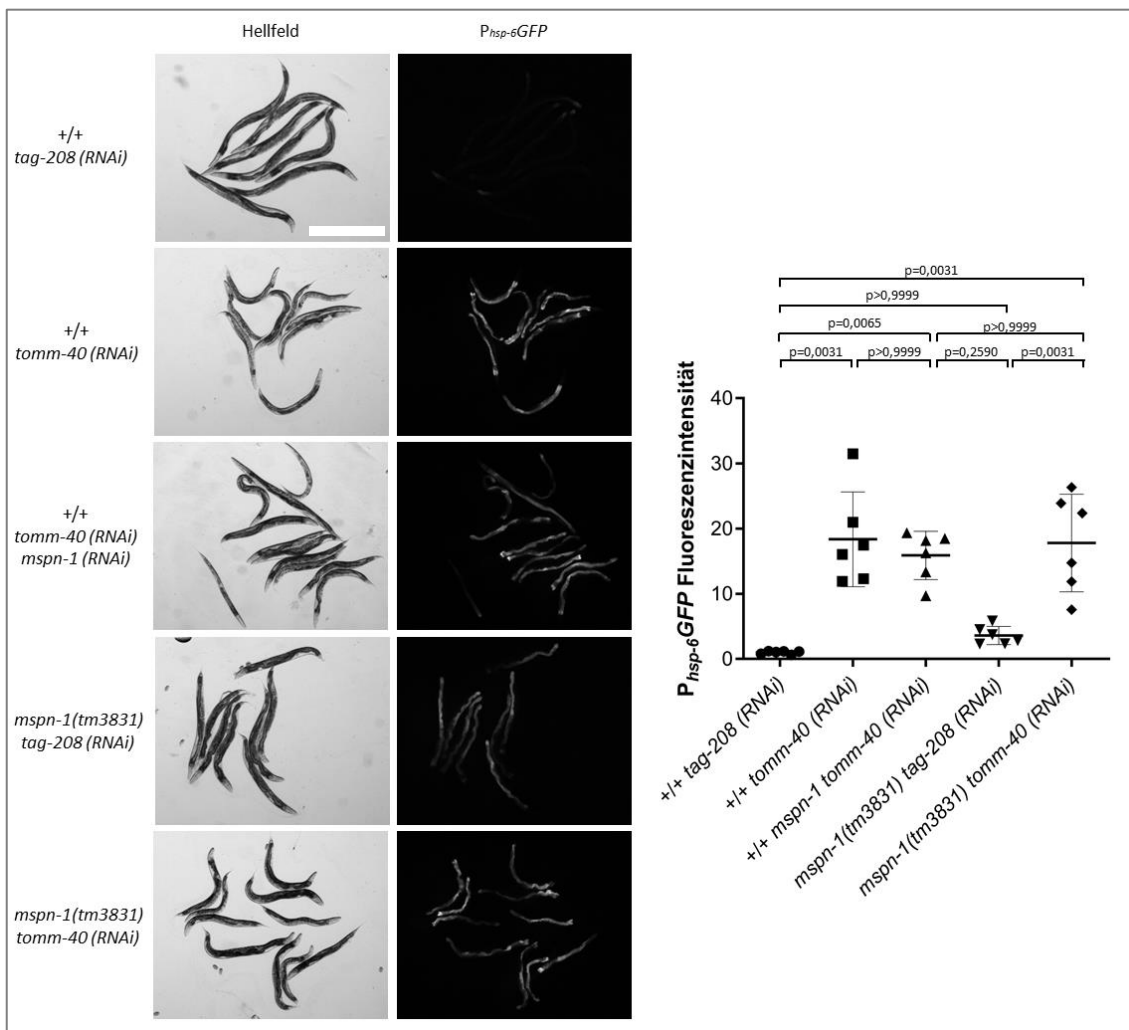 Hellfeld
Phsp-6GFP
+/+
tag-208 (RNAi)
+/+
tomm-40 (RNAi)
+/+
tomm-40 (RNAi)
mspn-1 (RNAi)
mspn-1(tm3831)
tag-208 (RNAi)
mspn-1(tm3831)
tomm-40 (RNAi)
p=0,0031
p>0,9999
p=0,0065
p>0,9999
p=0,0031
p>0,9999
p=0,2590
p=0,0031
Phsp-6GFP Fluoreszenzintensität
40
30
20
10
0
+/+ tag-208 (RNAi)
+/+ tomm-40 (RNAi)
+/+ mspn-1 tomm-40 (RNAi)
mspn-1(tm3831) tag-208 (RNAi)
mspn-1(tm3831) tomm-40 (RNAi)